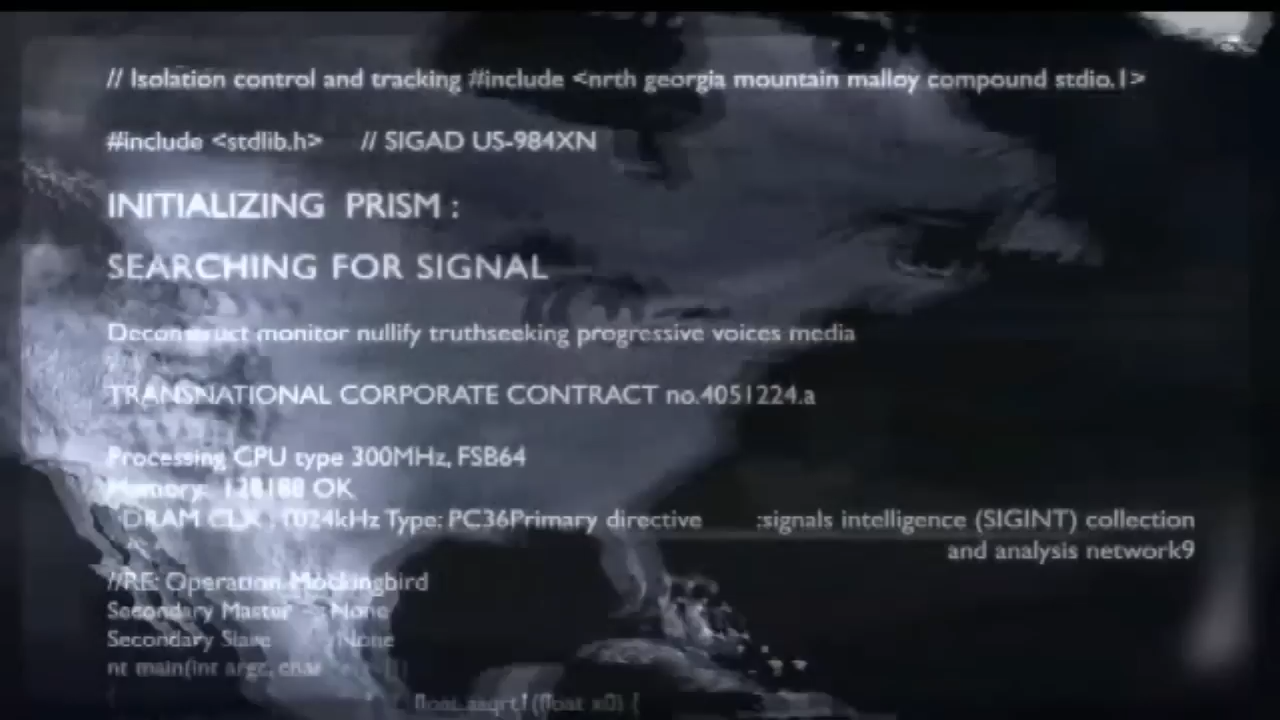 // Isolation control and tracking #include <nrth georgia mountain malloy compound stdio.1>
#include <stdlib.h> // SIGAD US-984XN
INITIALIZING PRISM :
SEARCHING FOR SIGNAL
Deconstruct monitor nullify truthseeking progressive voices media
TRANSNATIONAL CORPORATE CONTRACT no.4051224.a
Processing CPU type 300MHz, FSB64
Memory: OK
DRAM CLK : 1024kHz Type: PC36Primary directive :signals intelligence (SIGINT) collection
and analysis network9
//RE: Operation Mockingbird
Secondary Master None
Secondary Slave None
nt main(int argc, char
float (float x0) {